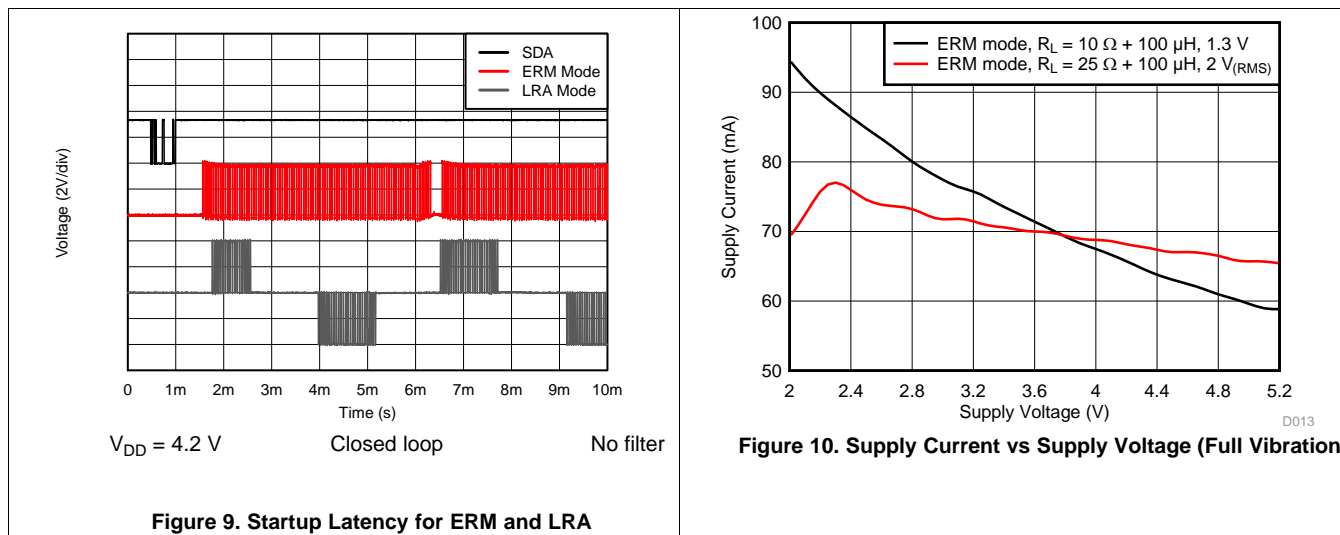 SDA
ERM Mode
LRA Mode
Voltage (2V/div)
0 1m 2m 3m 4m 5m 6m 7m 8m 9m 10m
Time (s)
V_DD = 4.2 V Closed loop No filter
Figure 9. Startup Latency for ERM and LRA
ERM mode, R_L = 10 Ω + 100 µH, 1.3 V
ERM mode, R_L = 25 Ω + 100 µH, 2 V_(RMS)
Supply Current (mA)
100
90
80
70
60
50
2 2.4 2.8 3.2 3.6 4 4.4 4.8 5.2
Supply Voltage (V)
D013
Figure 10. Supply Current vs Supply Voltage (Full Vibration